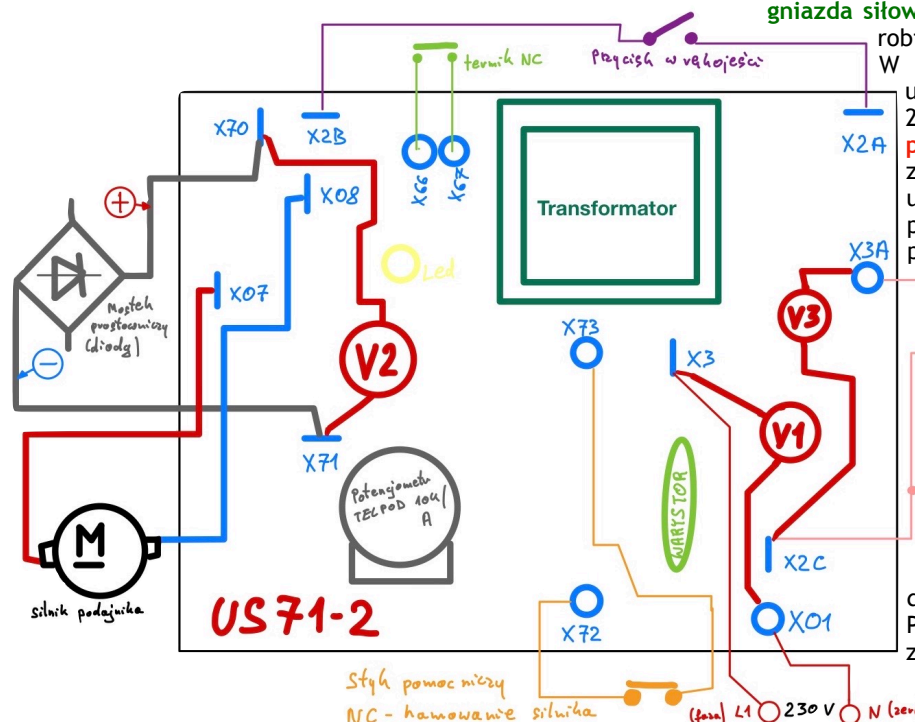 gniazda siłow
rob
W
u
2
p
z
u
p
p
termik NC
Przycisk w rękojeści
X70
X2B
X66
X67
X2A
X08
Transformator
+
X07
Led
X3A
Mostek
prostowniczy
(diody)
V3
X73
V2
X3
−
V1
X71
Potencjometr
TELPOD 10k/
A
WARYSTOR
M
X2C
silnik podajnika
US71-2
X72
X01
P
z
Styk pomocniczy
NC - hamowanie silnika
(faza) L1
230 V
N (zer